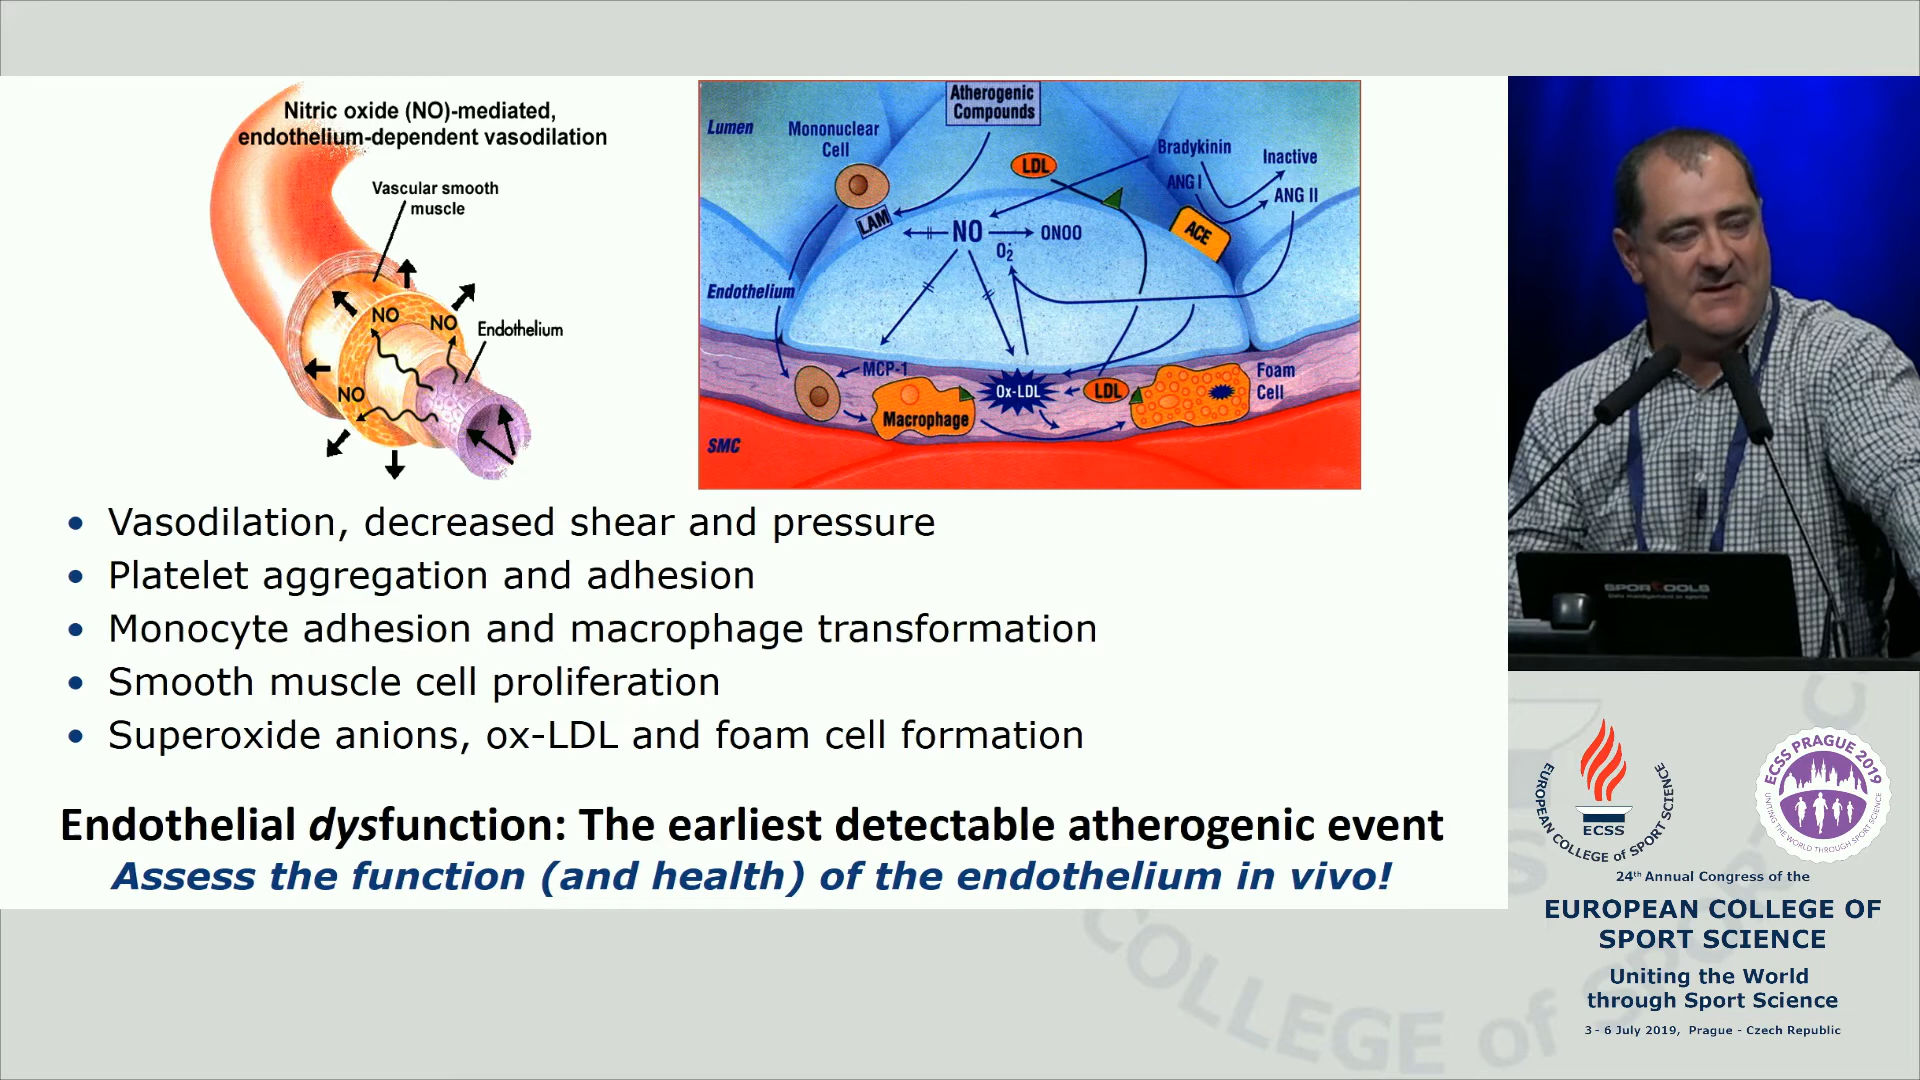 Nitric oxide (NO)-mediated,
endothelium-dependent vasodilation
Vascular smooth
muscle
NO
NO
Endothelium
NO
Atherogenic
Compounds
Lumen
Mononuclear
Cell
LDL
Bradykinin
Inactive
ANG I
ANG II
LAM
NO
ONOO
O₂
ACE
Endothelium
MCP-1
Foam
Cell
Ox-LDL
LDL
Macrophage
SMC
• Vasodilation, decreased shear and pressure
• Platelet aggregation and adhesion
• Monocyte adhesion and macrophage transformation
• Smooth muscle cell proliferation
• Superoxide anions, ox-LDL and foam cell formation
Endothelial dysfunction: The earliest detectable atherogenic event
Assess the function (and health) of the endothelium in vivo!
SPORTOOLS
EUROPEAN COLLEGE of SPORT SCIENCE
ECSS
ECSS PRAGUE 2019
UNITING THE WORLD THROUGH SPORT SCIENCE
24th Annual Congress of the
EUROPEAN COLLEGE OF
SPORT SCIENCE
Uniting the World
through Sport Science
3 - 6 July 2019, Prague - Czech Republic
COLLEGE of SPORT SC